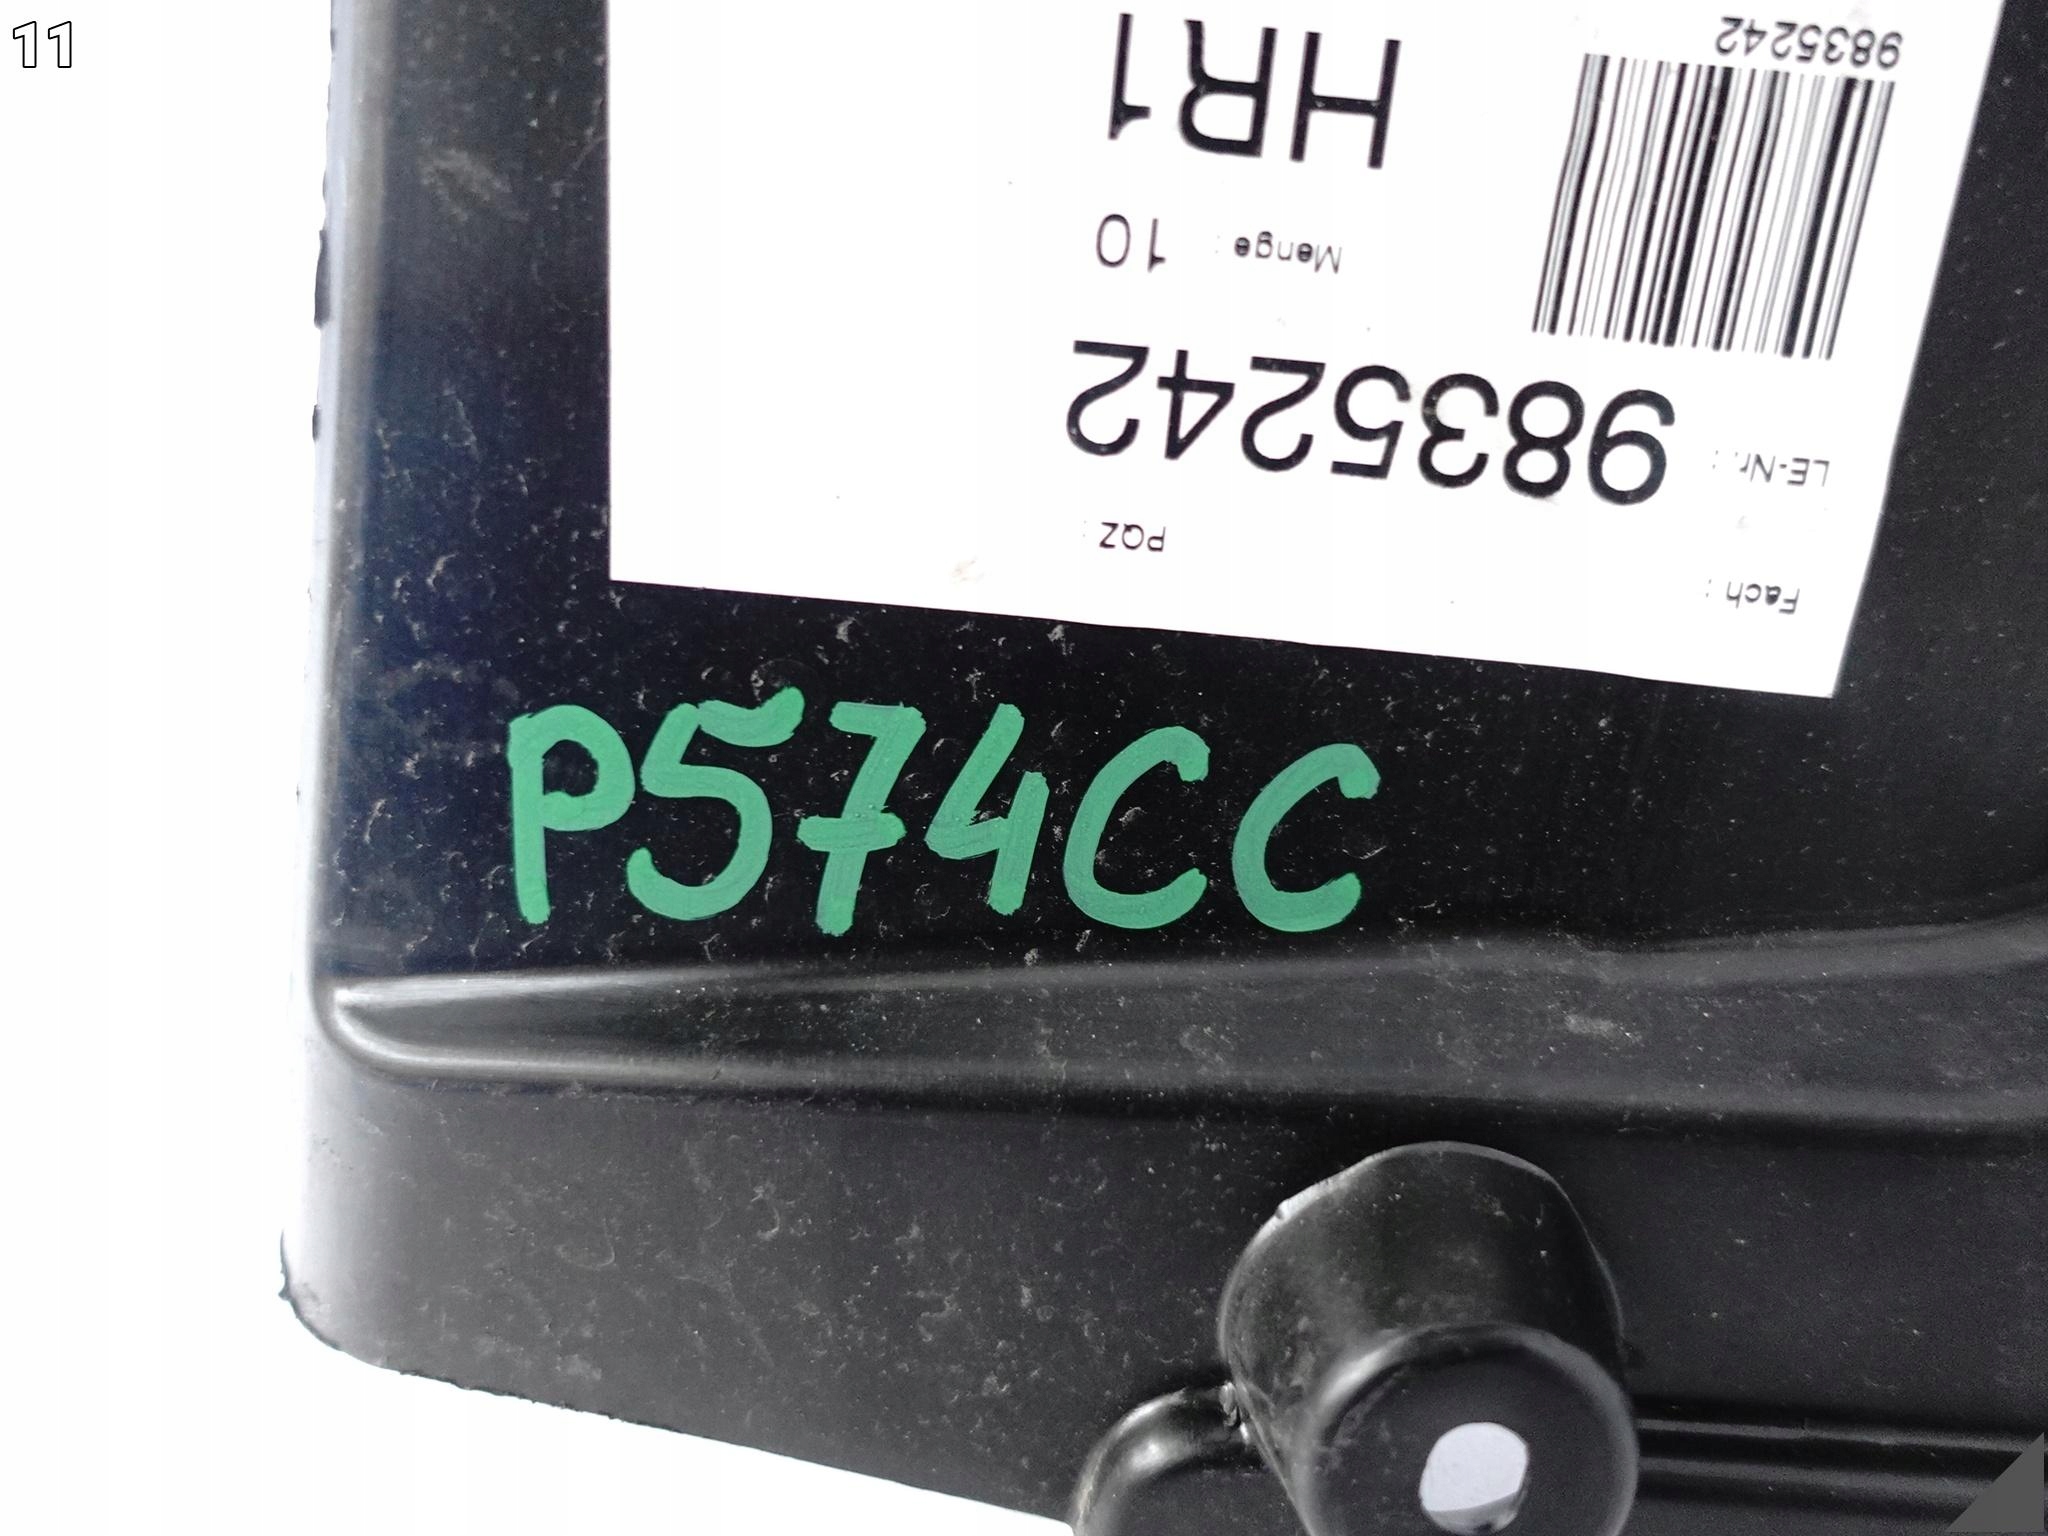 11
Fach :
PQZ :
LE-Nr. : 9835242
Menge : 10
HR1
9835242
P574CC